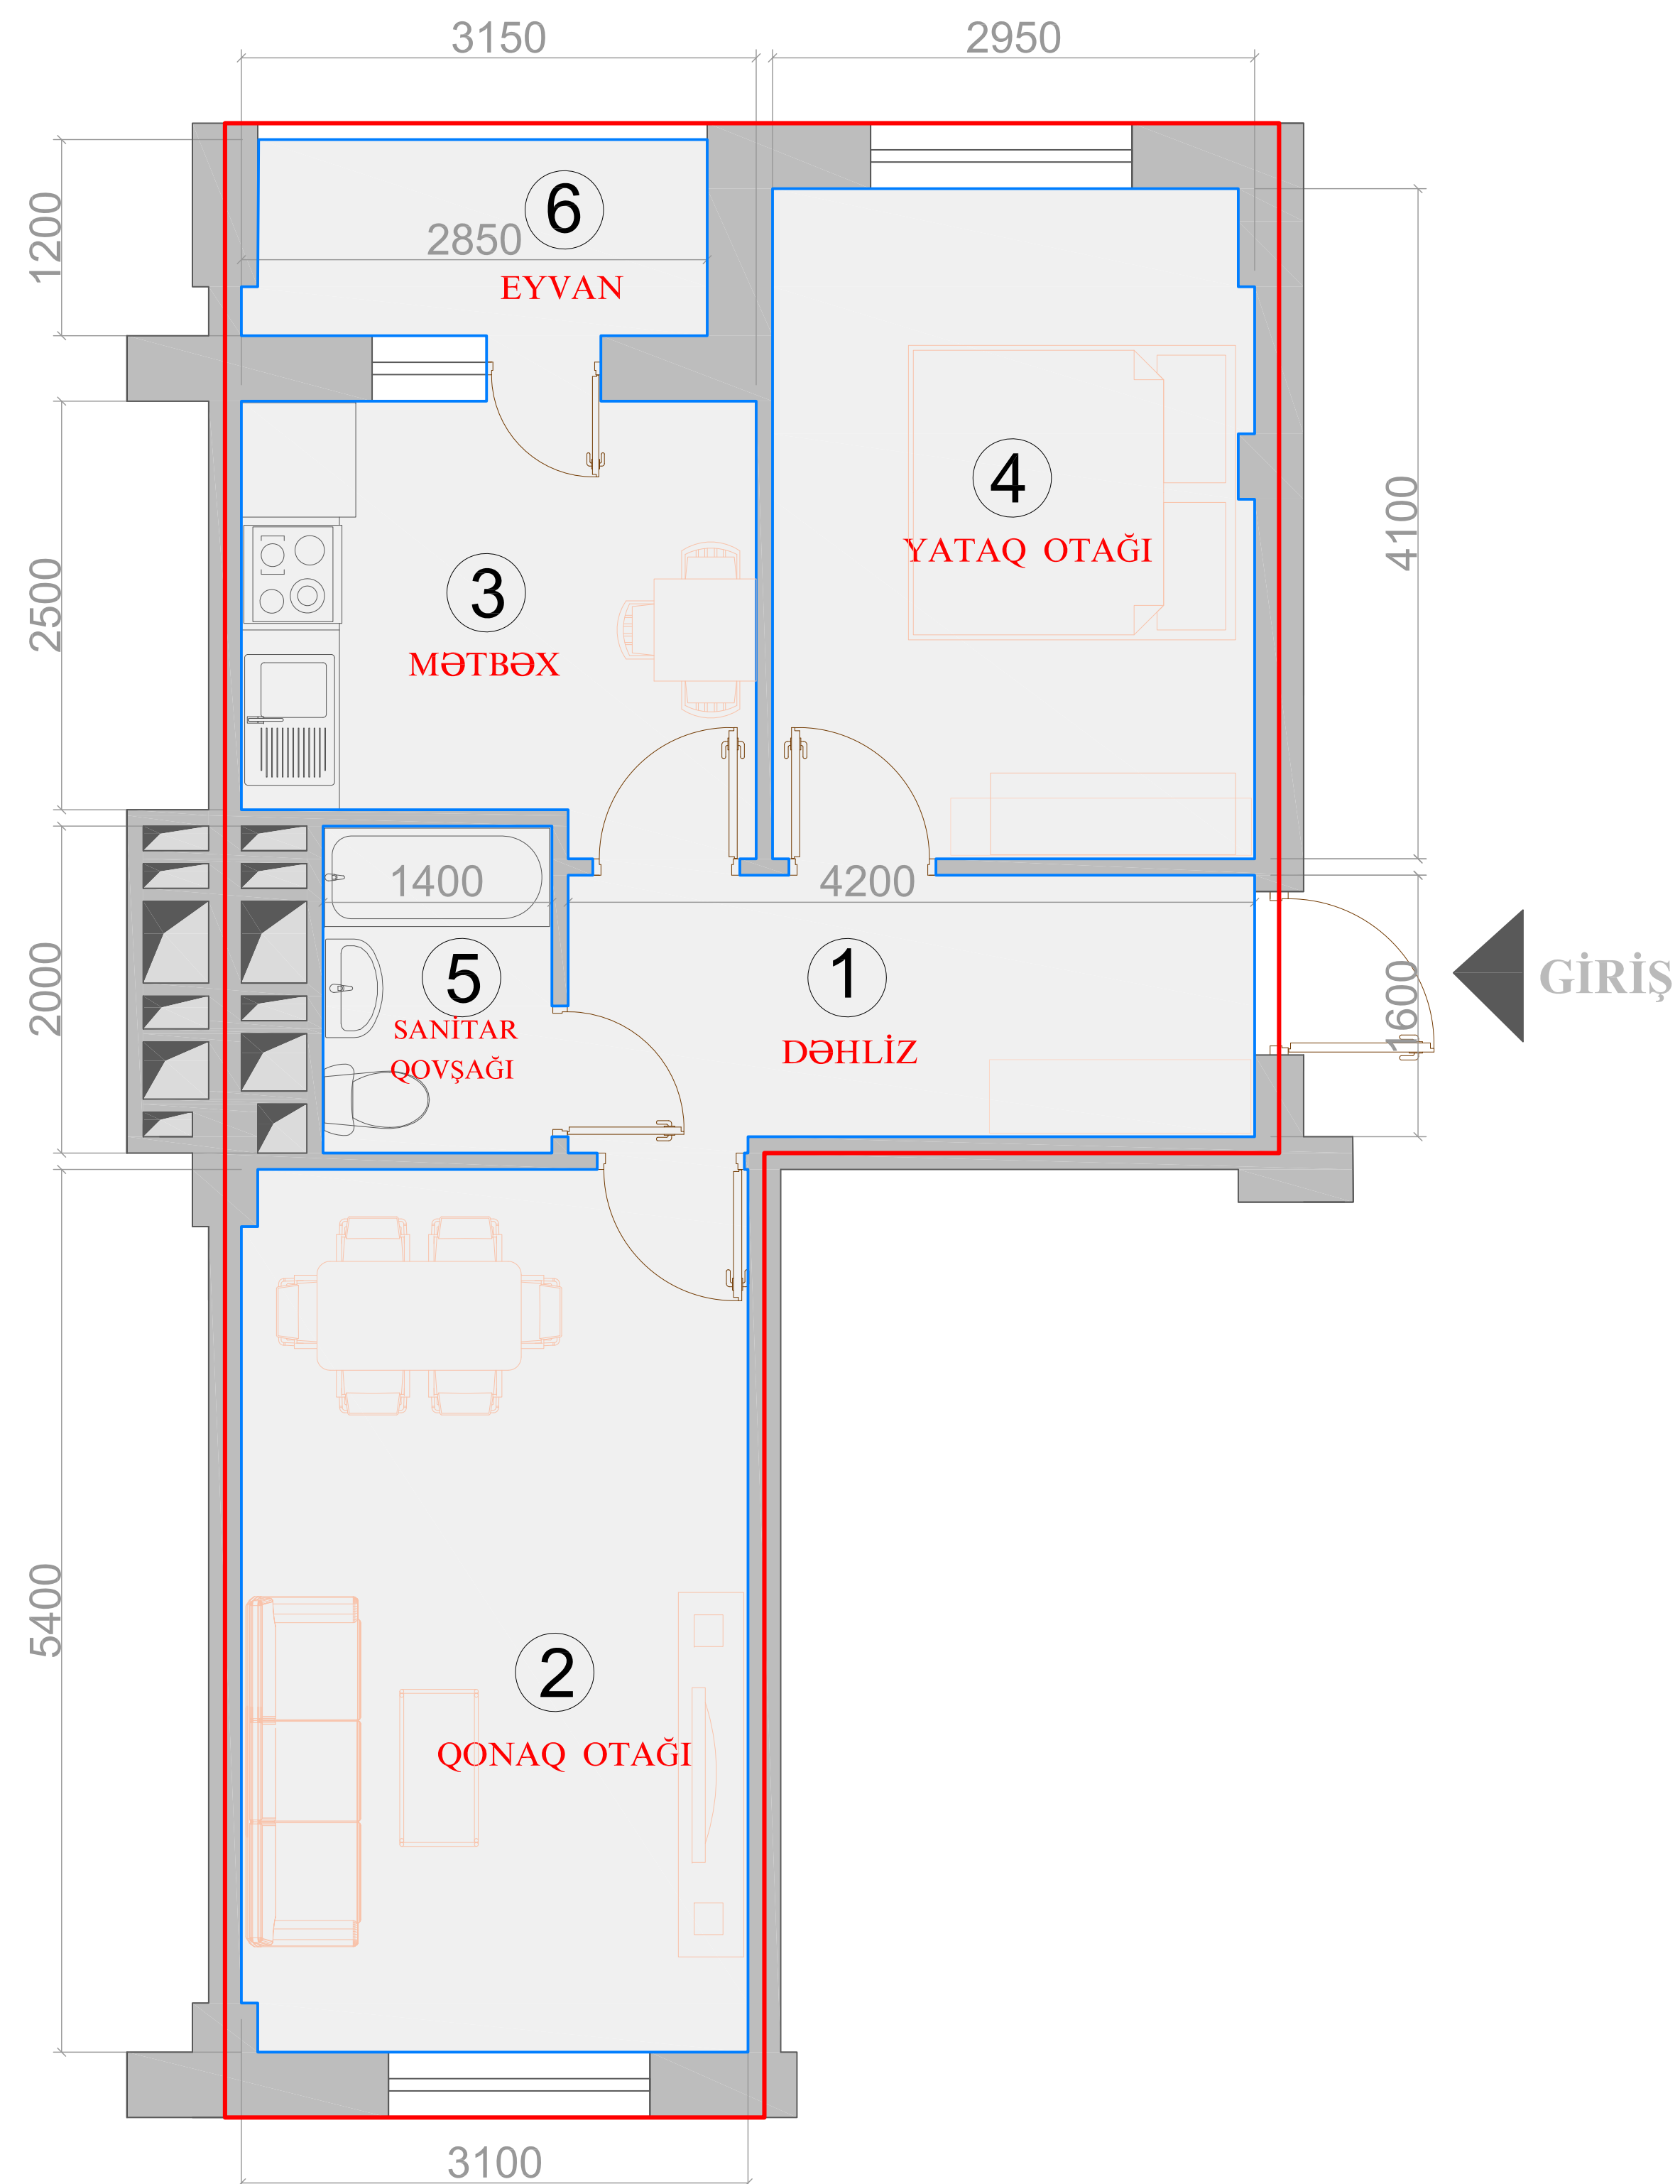 3150
2950
1200
6
2850
EYVAN
4
YATAQ OTAĞI
4100
2500
3
MƏTBƏX
1400
4200
2000
5
SANİTAR
QOVŞAĞI
1
DƏHLİZ
1600
GİRİŞ
5400
2
QONAQ OTAĞI
3100